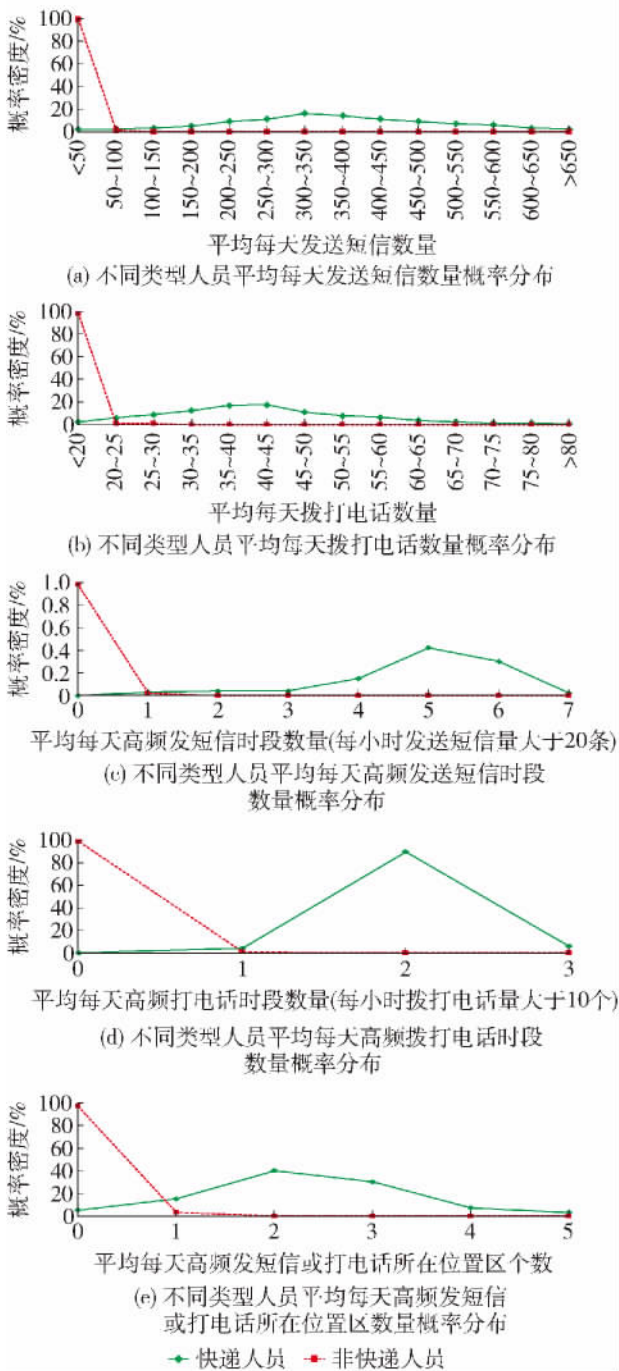 概率密度/%
100
80
60
40
20
0
<50
50~100
100~150
150~200
200~250
250~300
300~350
350~400
400~450
450~500
500~550
550~600
600~650
>650
平均每天发送短信数量
(a) 不同类型人员平均每天发送短信数量概率分布
概率密度/%
100
80
60
40
20
0
<20
20~25
25~30
30~35
35~40
40~45
45~50
50~55
55~60
60~65
65~70
70~75
75~80
>80
平均每天拨打电话数量
(b) 不同类型人员平均每天拨打电话数量概率分布
概率密度/%
1.0
0.8
0.6
0.4
0.2
0
0 1 2 3 4 5 6 7
平均每天高频发短信时段数量(每小时发送短信量大于20条)
(c) 不同类型人员平均每天高频发送短信时段
数量概率分布
概率密度/%
100
80
60
40
20
0
0 1 2 3
平均每天高频打电话时段数量(每小时拨打电话量大于10个)
(d) 不同类型人员平均每天高频拨打电话时段
数量概率分布
概率密度/%
100
80
60
40
20
0
0 1 2 3 4 5
平均每天高频发短信或打电话所在位置区个数
(e) 不同类型人员平均每天高频发短信
或打电话所在位置区数量概率分布
快递人员 非快递人员